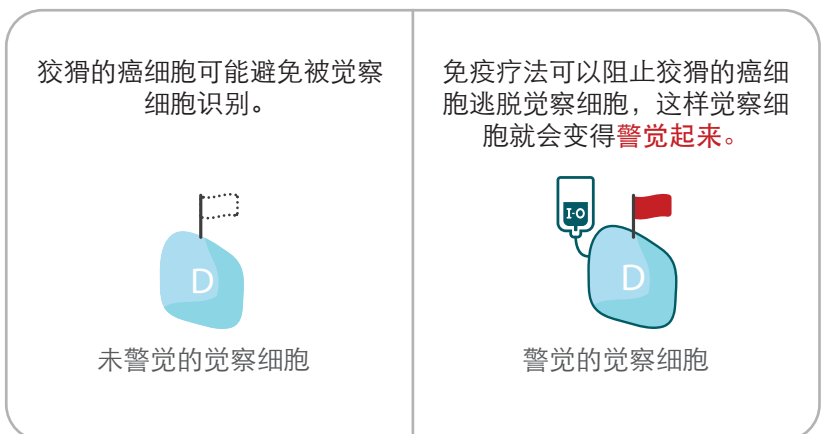 狡猾的癌细胞可能避免被觉察
细胞识别。
D
未警觉的觉察细胞
免疫疗法可以阻止狡猾的癌细
胞逃脱觉察细胞，这样觉察细
胞就会变得警觉起来。
I-O
D
警觉的觉察细胞